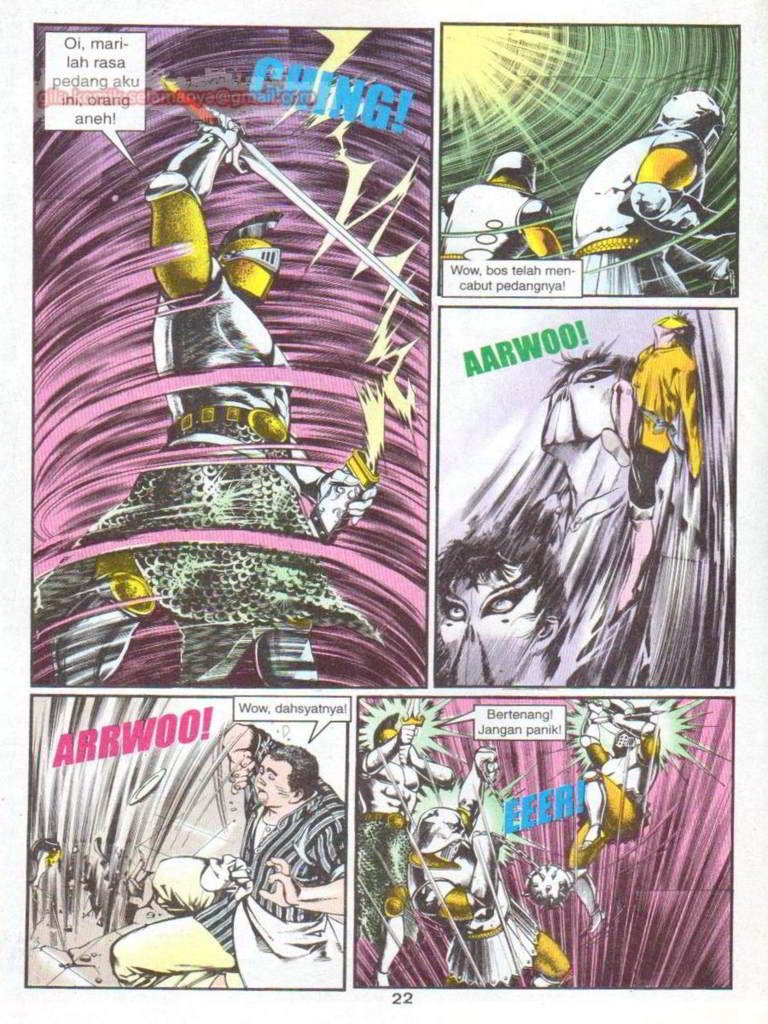 Oi, mari-
lah rasa
pedang aku
ini, orang
aneh!
CHING!
Wow, bos telah men-
cabut pedangnya!
AARWOO!
ARRWOO!
Wow, dahsyatnya!
Bertenang!
Jangan panik!
EEER!
22